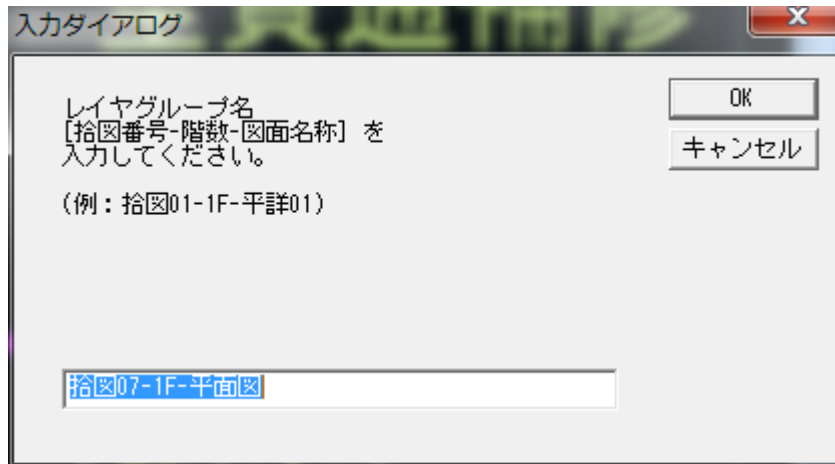 入力ダイアログ
レイヤグループ名
[拾図番号-階数-図面名称] を
入力してください。
(例：拾図01-1F-平詳01)
OK
キャンセル
拾図07-1F-平面図